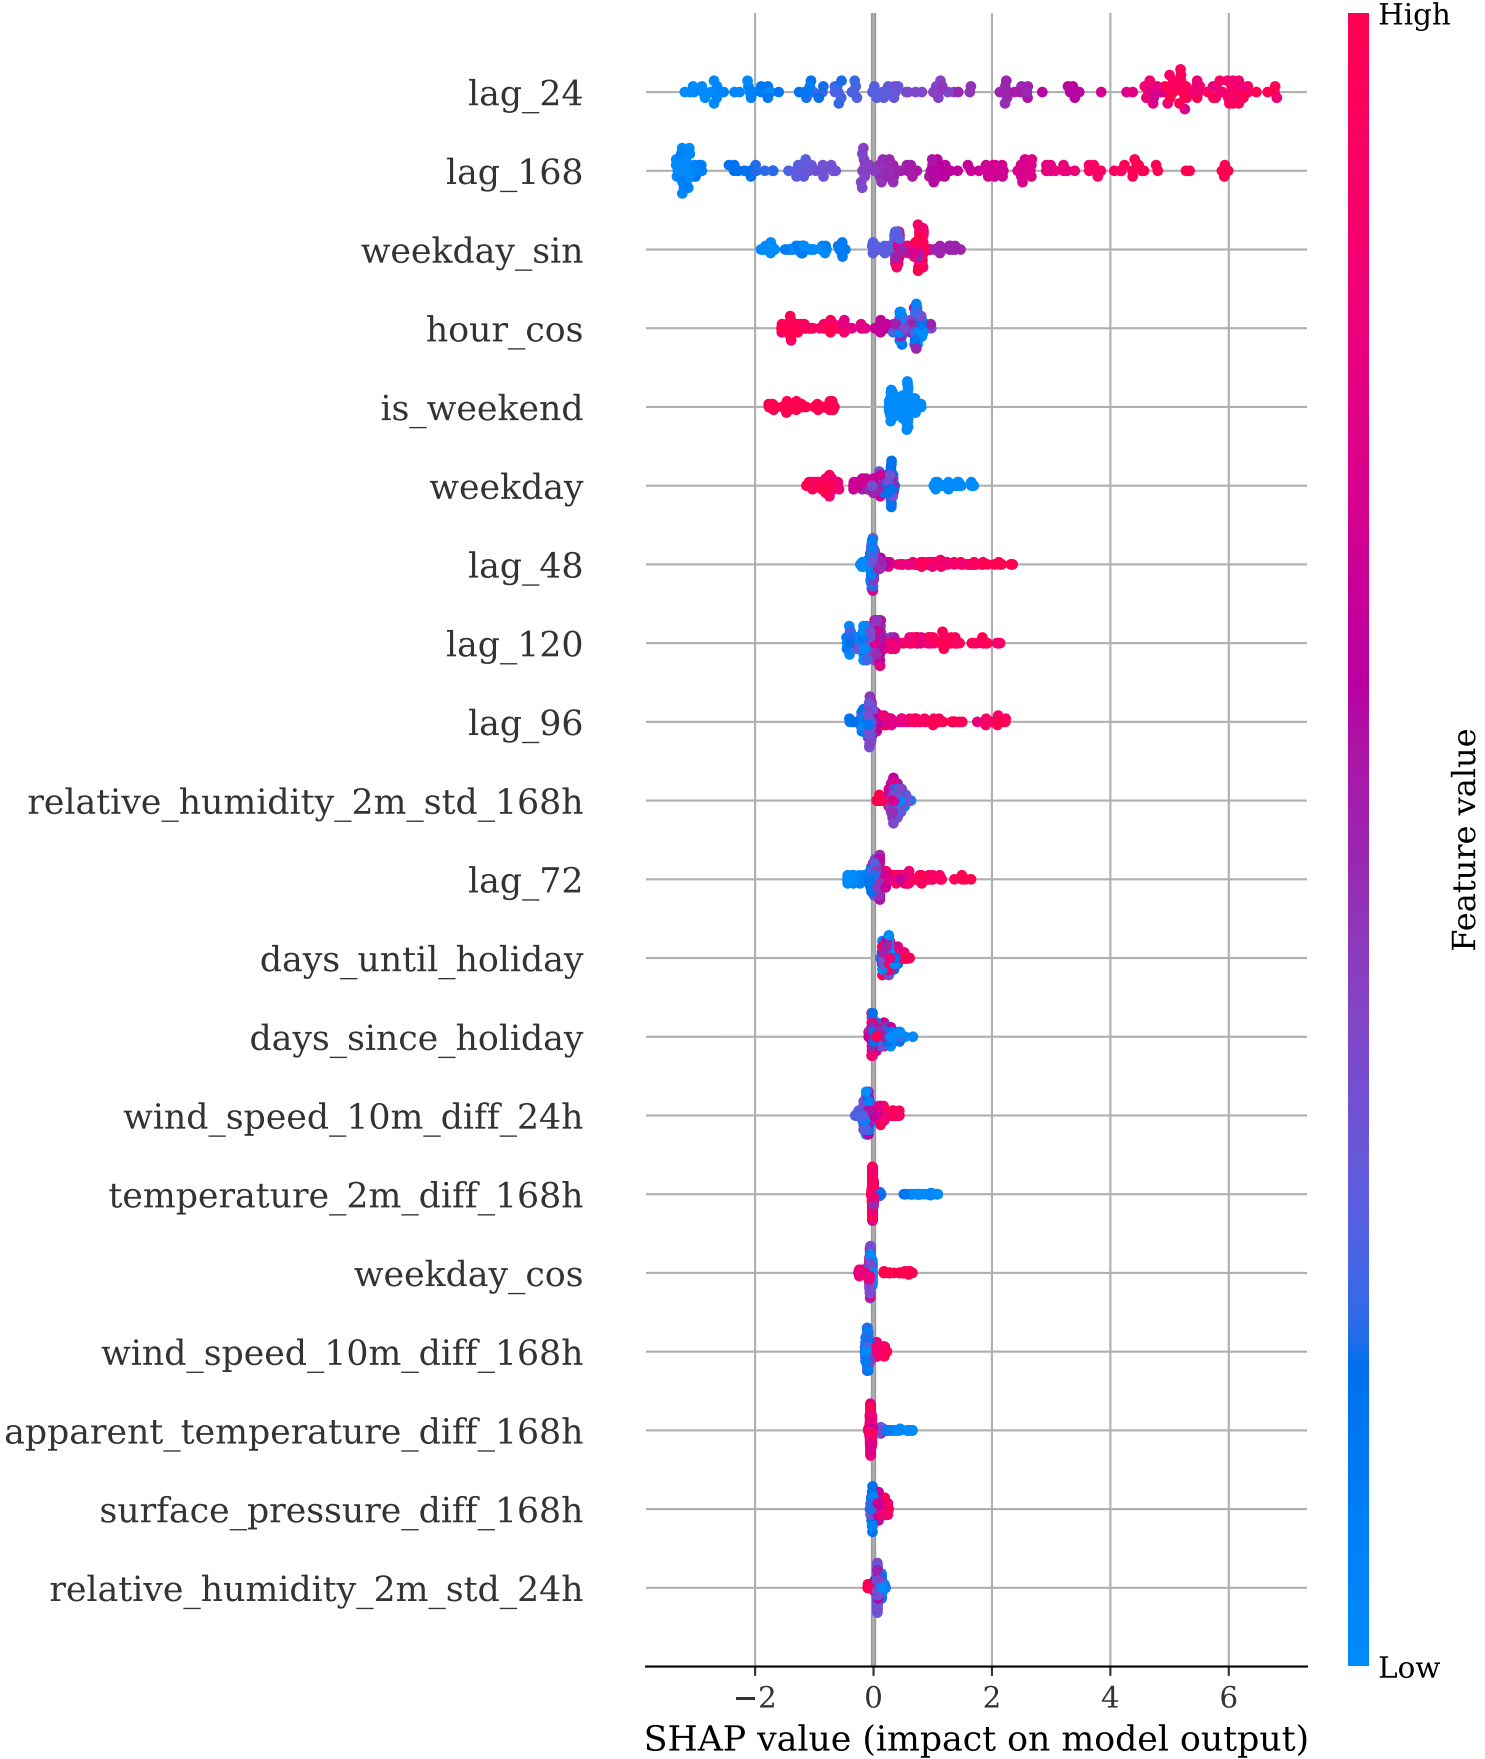 High
lag_24
lag_168
weekday_sin
hour_cos
is_weekend
weekday
lag_48
lag_120
lag_96
relative_humidity_2m_std_168h
lag_72
days_until_holiday
days_since_holiday
wind_speed_10m_diff_24h
temperature_2m_diff_168h
weekday_cos
wind_speed_10m_diff_168h
apparent_temperature_diff_168h
surface_pressure_diff_168h
relative_humidity_2m_std_24h
Feature value
Low
−2 0 2 4 6
SHAP value (impact on model output)